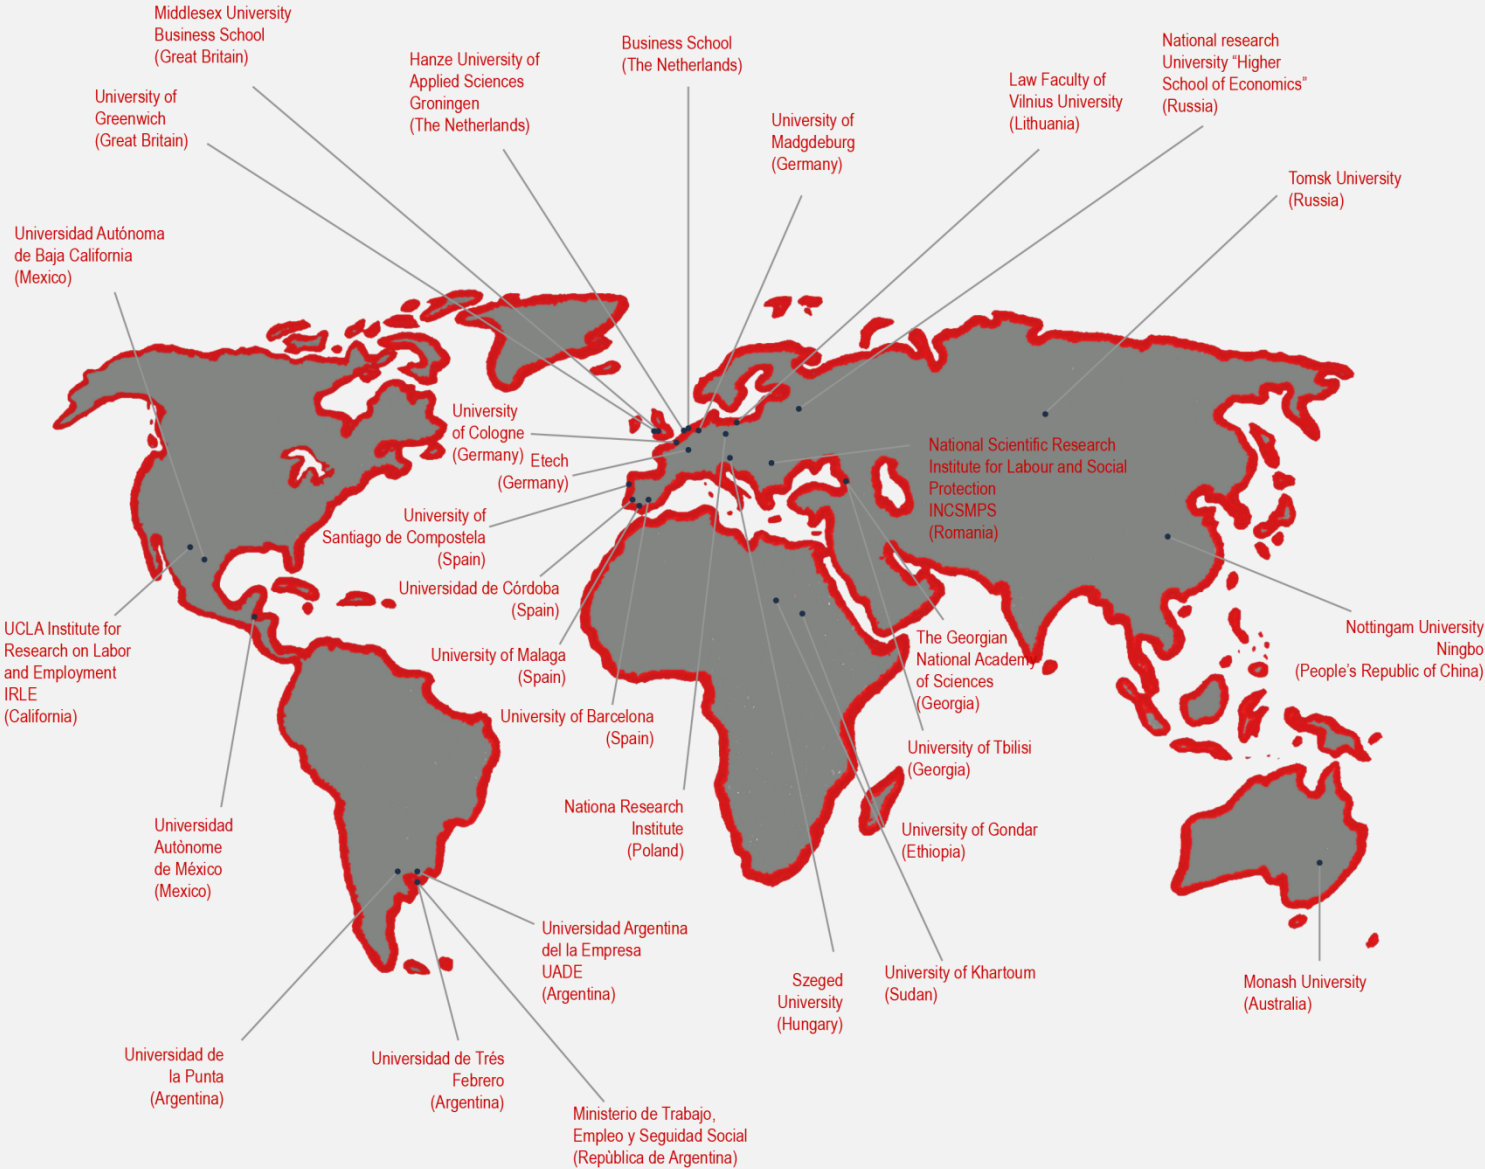 Middlesex University
Business School
(Great Britain)
University of
Greenwich
(Great Britain)
Hanze University of
Applied Sciences
Groningen
(The Netherlands)
Business School
(The Netherlands)
University of
Madgdeburg
(Germany)
Law Faculty of
Vilnius University
(Lithuania)
National research
University “Higher
School of Economics”
(Russia)
Tomsk University
(Russia)
Universidad Autónoma
de Baja California
(Mexico)
University
of Cologne
(Germany)
Etech
(Germany)
University of
Santiago de Compostela
(Spain)
Universidad de Córdoba
(Spain)
University of Malaga
(Spain)
University of Barcelona
(Spain)
Nationa Research
Institute
(Poland)
National Scientific Research
Institute for Labour and Social
Protection
INCSMPS
(Romania)
The Georgian
National Academy
of Sciences
(Georgia)
University of Tbilisi
(Georgia)
University of Gondar
(Ethiopia)
University of Khartoum
(Sudan)
Szeged
University
(Hungary)
Nottingam University
Ningbo
(People’s Republic of China)
Monash University
(Australia)
UCLA Institute for
Research on Labor
and Employment
IRLE
(California)
Universidad
Autònome
de México
(Mexico)
Universidad Argentina
del la Empresa
UADE
(Argentina)
Universidad de
la Punta
(Argentina)
Universidad de Trés
Febrero
(Argentina)
Ministerio de Trabajo,
Empleo y Seguidad Social
(Repùblica de Argentina)